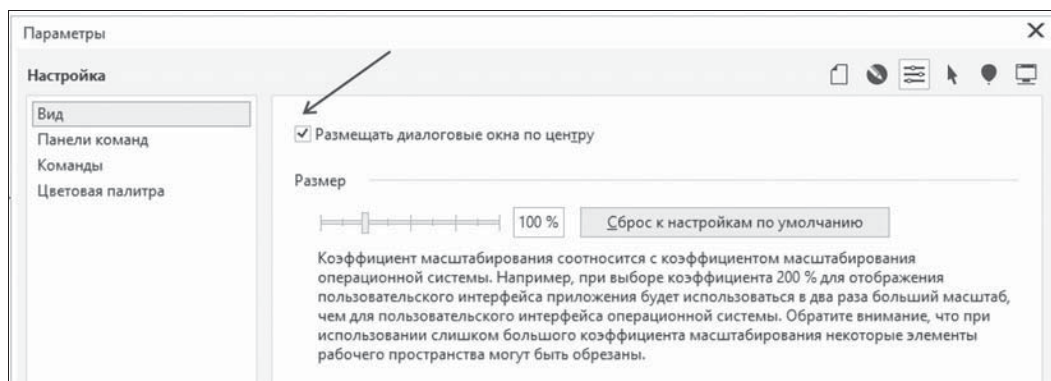 Параметры
Настройка
Вид
Панели команд
Команды
Цветовая палитра
Размещать диалоговые окна по центру
Размер
100 %
Сброс к настройкам по умолчанию
Коэффициент масштабирования соотносится с коэффициентом масштабирования
операционной системы. Например, при выборе коэффициента 200 % для отображения
пользовательского интерфейса приложения будет использоваться в два раза больший масштаб,
чем для пользовательского интерфейса операционной системы. Обратите внимание, что при
использовании слишком большого коэффициента масштабирования некоторые элементы
рабочего пространства могут быть обрезаны.